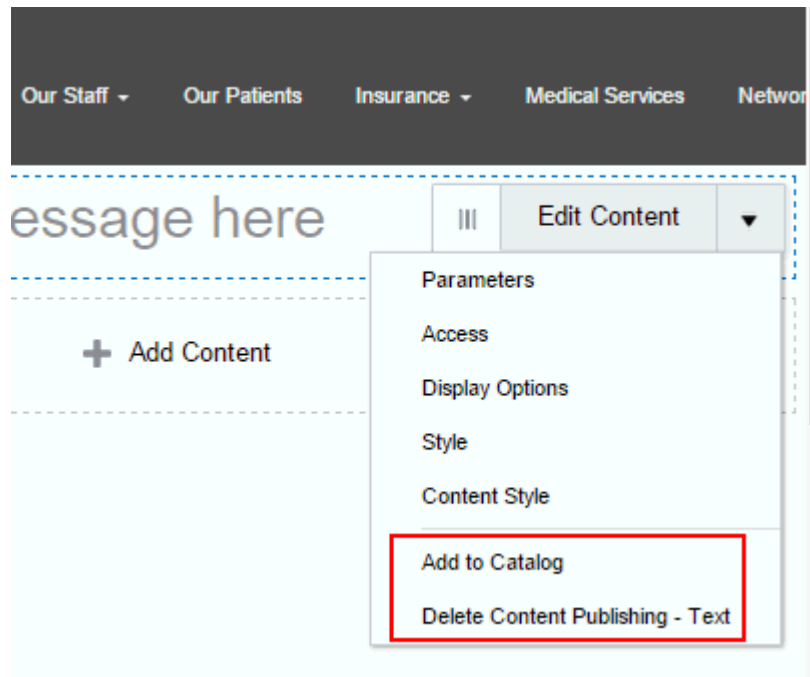 Our Staff Our Patients Insurance Medical Services Networ
essage here Edit Content
Parameters
Add Content
Access
Display Options
Style
Content Style
Add to Catalog
Delete Content Publishing - Text